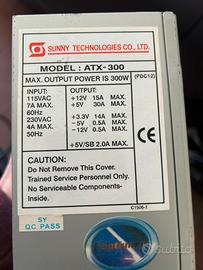 SUNNY TECHNOLOGIES CO., LTD.
MODEL: ATX-300
MAX. OUTPUT POWER IS 300W (PDC12)
INPUT: OUTPUT:
115VAC +12V 15A MAX.
7A MAX. +5V 30A MAX.
60Hz
230VAC +3.3V 14A MAX.
4A MAX. -5V 0.5A MAX.
50Hz -12V 0.5A MAX.
+5V/SB 2.0A MAX.
CAUTION:
Do Not Remove This Cover.
Trained Service Personnel Only.
No Serviceable Components
Inside.
C1506-1
SY
QC PASS
Subito